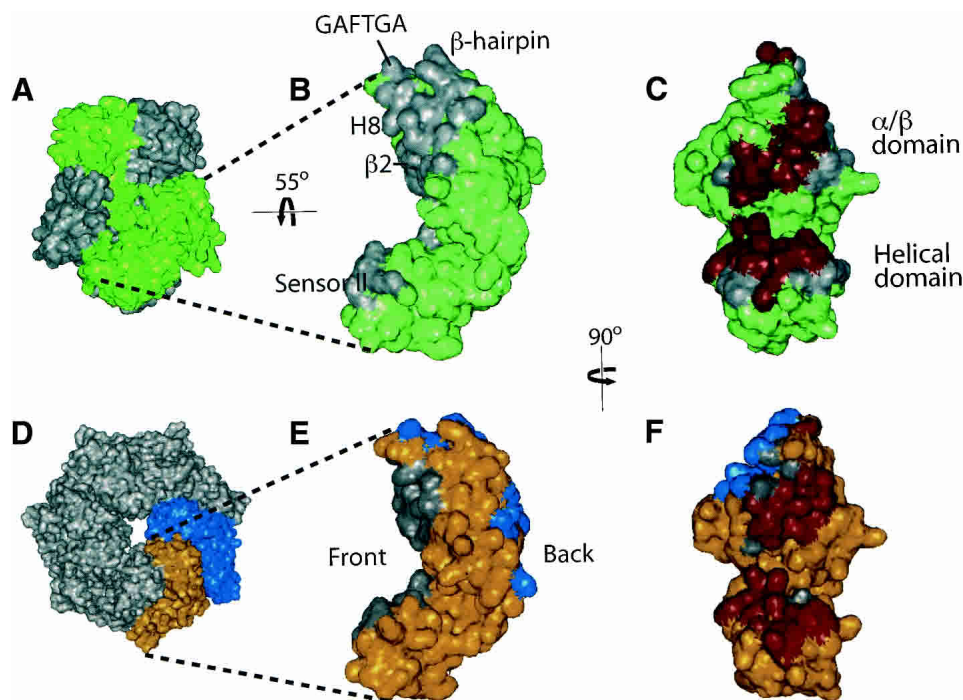 GAFTGA
β-hairpin
A
B
C
H8
β2
α/β
domain
55°
Sensor II
Helical
domain
90°
D
E
F
Front
Back